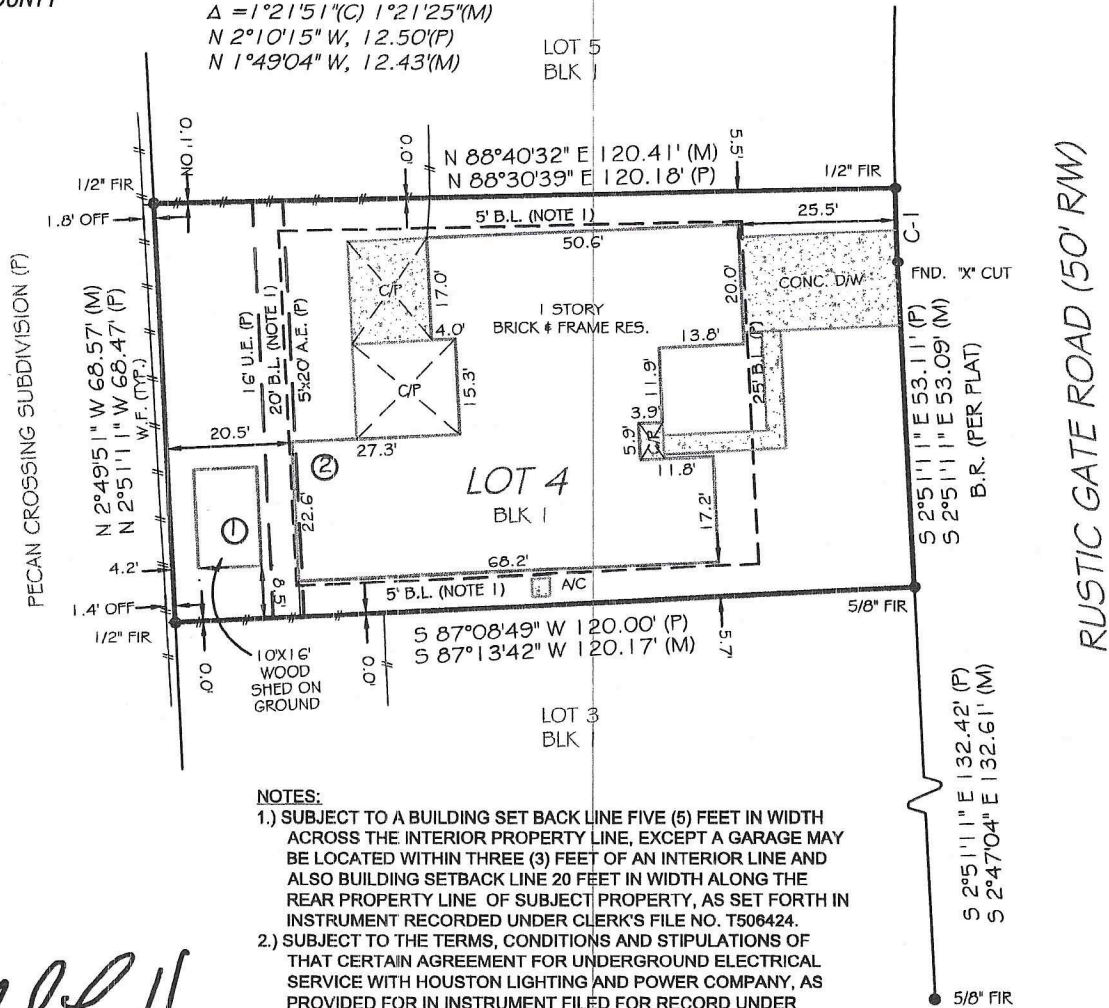 Δ = 1°21'51"(C) 1°21'25"(M)
N 2°10'15" W, 12.50'(P)
N 1°49'04" W, 12.43'(M)
LOT 5
BLK 1
0.1' ON
0.0'
N 88°40'32" E 120.41' (M)
N 88°30'39" E 120.18' (P)
5.5'
1/2" FIR
1/2" FIR
1.8' OFF
5' B.L. (NOTE 1)
25.5'
C-1
50.6'
FND. "X" CUT
CONC. D/W
C/P
17.0'
20.0'
1 STORY
BRICK & FRAME RES.
4.0'
13.8'
C/P
15.3'
11.9'
25' B.L. (P)
3.9'
5.9'
11.8'
PECAN CROSSING SUBDIVISION (P)
N 2°49'51" W 68.57' (M)
N 2°51'11" W 68.47' (P)
W.F. (TYP.)
16' U.E. (P)
20' B.L. (NOTE 1)
5'x20' A.E. (P)
20.5'
27.3'
2
LOT 4
BLK 1
1
22.6'
17.2'
68.2'
4.2'
8.5'
5' B.L. (NOTE 1)
A/C
1.4' OFF
1/2" FIR
5/8" FIR
S 2°51'11" E 53.11' (P)
S 2°51'11" E 53.09' (M)
B.R. (PER PLAT)
RUSTIC GATE ROAD (50' R/W)
S 87°08'49" W 120.00' (P)
S 87°13'42" W 120.17' (M)
5.7'
0.0'
10'X16'
WOOD
SHED ON
GROUND
0.0'
LOT 3
BLK 1
S 2°51'11" E 132.42' (P)
S 2°47'04" E 132.61' (M)
5/8" FIR
NOTES:
1.) SUBJECT TO A BUILDING SET BACK LINE FIVE (5) FEET IN WIDTH
ACROSS THE INTERIOR PROPERTY LINE, EXCEPT A GARAGE MAY
BE LOCATED WITHIN THREE (3) FEET OF AN INTERIOR LINE AND
ALSO BUILDING SETBACK LINE 20 FEET IN WIDTH ALONG THE
REAR PROPERTY LINE OF SUBJECT PROPERTY, AS SET FORTH IN
INSTRUMENT RECORDED UNDER CLERK'S FILE NO. T506424.
2.) SUBJECT TO THE TERMS, CONDITIONS AND STIPULATIONS OF
THAT CERTAIN AGREEMENT FOR UNDERGROUND ELECTRICAL
SERVICE WITH HOUSTON LIGHTING AND POWER COMPANY, AS
PROVIDED FOR IN INSTRUMENT FILED FOR RECORD UNDER